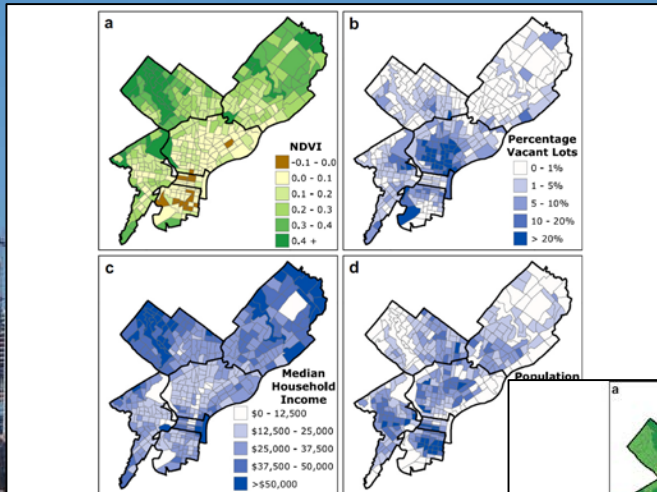 a
NDVI
-0.1 - 0.0
0.0 - 0.1
0.1 - 0.2
0.2 - 0.3
0.3 - 0.4
0.4 +
b
Percentage
Vacant Lots
0 - 1%
1 - 5%
5 - 10%
10 - 20%
> 20%
c
Median
Household
Income
$0 - 12,500
$12,500 - 25,000
$25,000 - 37,500
$37,500 - 50,000
>$50,000
d
Population
a